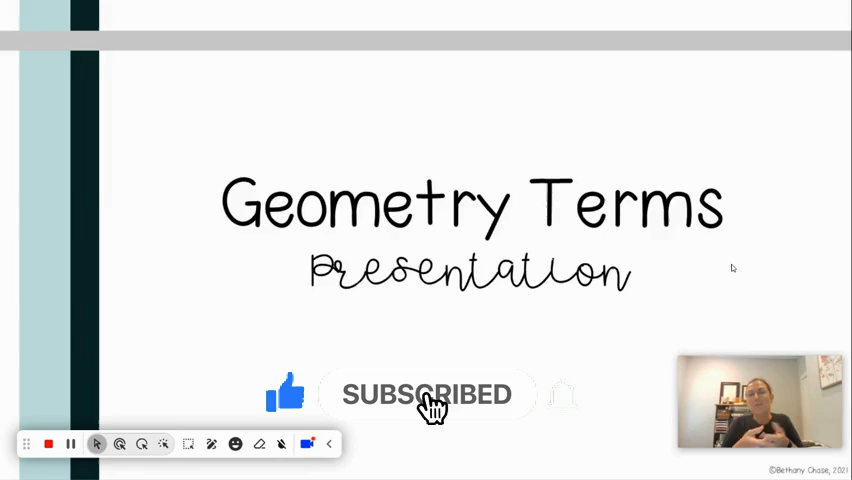 Geometry Terms
Presentation
SUBSCRIBED
©Bethany Chase, 2021